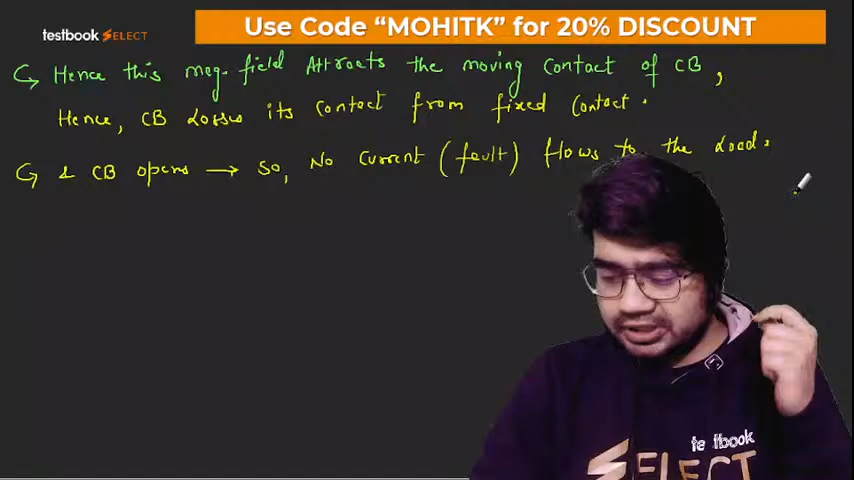 testbook SELECT
Use Code “MOHITK” for 20% DISCOUNT
↳ Hence this mag. field Attracts the moving Contact of CB,
Hence, CB Losses its Contact from fixed Contact.
↳ & CB opens → So, No Current (fault) flows to the Load.
testbook
SELECT